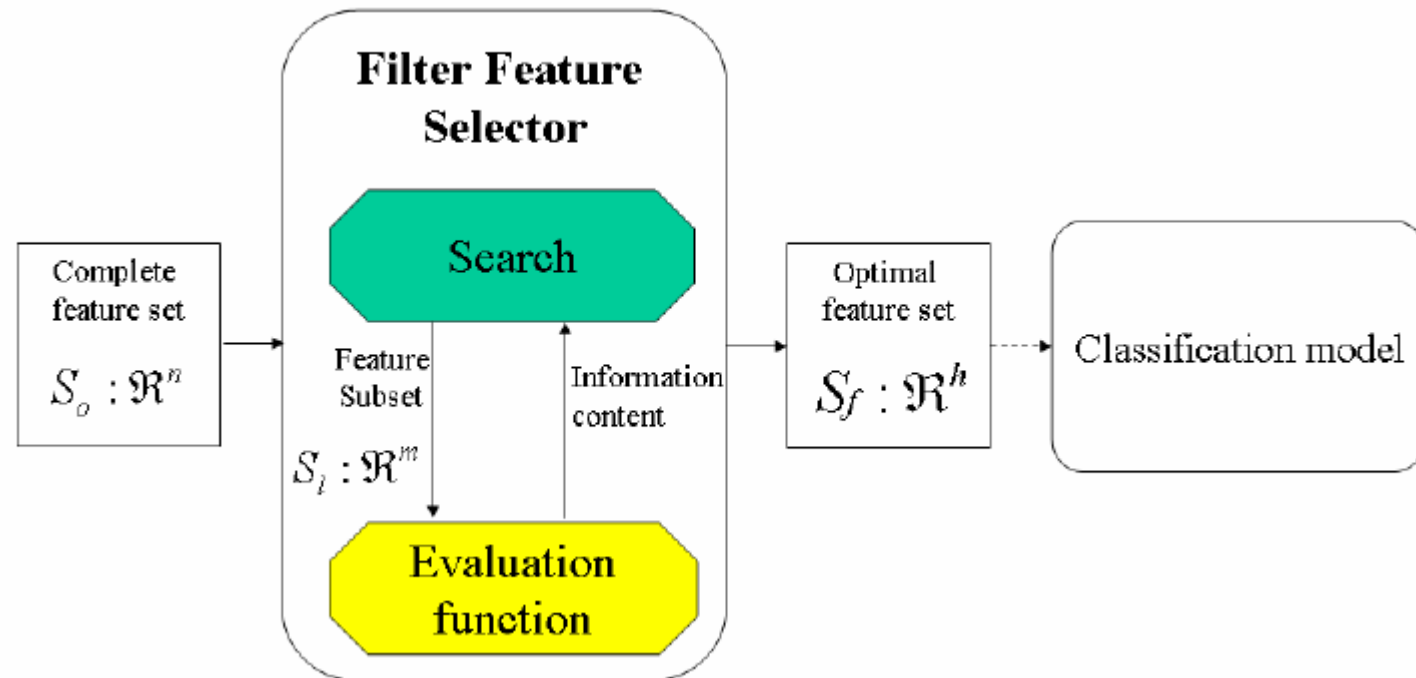 Filter Feature
Selector
Search
Complete
feature set
S_o : ℜ^n
Feature
Subset
S_l : ℜ^m
Information
content
Evaluation
function
Optimal
feature set
S_f : ℜ^h
Classification model